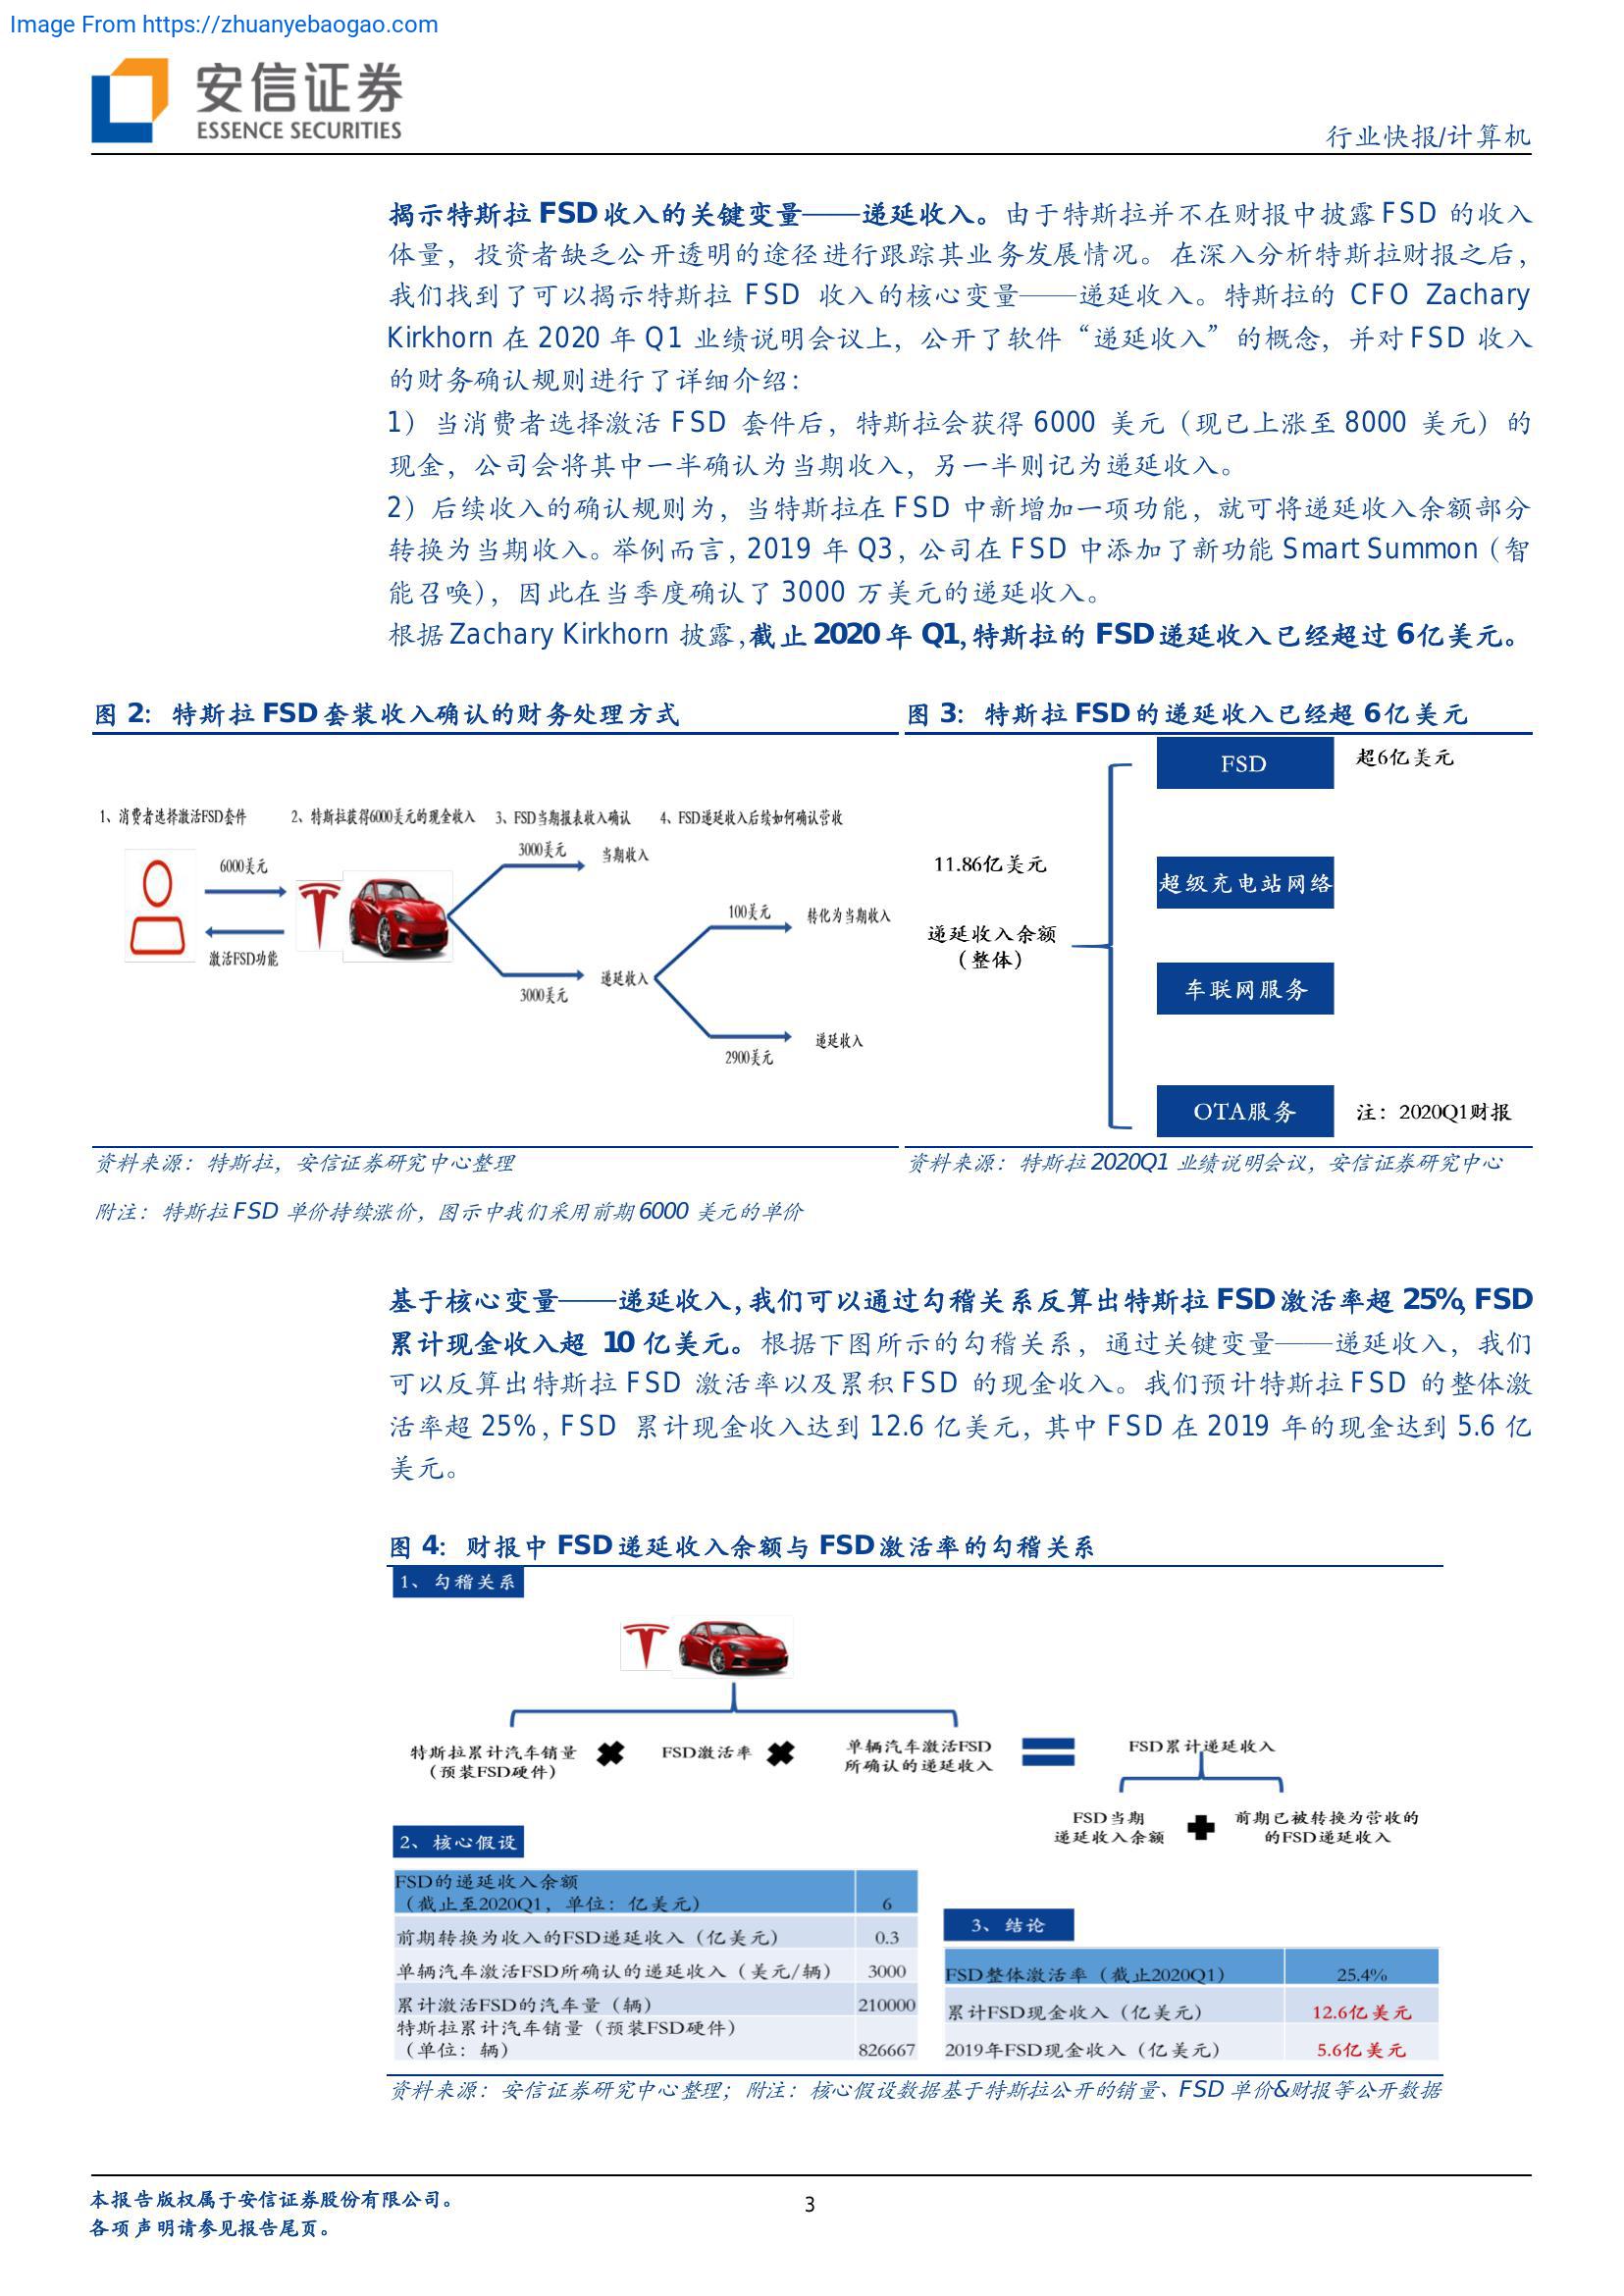 Image From https://zhuanyebaogao.com
安信证券
ESSENCE SECURITIES
行业快报/计算机
揭示特斯拉 FSD 收入的关键变量——递延收入。由于特斯拉并不在财报中披露 FSD 的收入
体量，投资者缺乏公开透明的途径进行跟踪其业务发展情况。在深入分析特斯拉财报之后，
我们找到了可以揭示特斯拉 FSD 收入的核心变量——递延收入。特斯拉的 CFO Zachary
Kirkhorn 在 2020 年 Q1 业绩说明会议上，公开了软件“递延收入”的概念，并对 FSD 收入
的财务确认规则进行了详细介绍：
1）当消费者选择激活 FSD 套件后，特斯拉会获得 6000 美元（现已上涨至 8000 美元）的
现金，公司会将其中一半确认为当期收入，另一半则记为递延收入。
2）后续收入的确认规则为，当特斯拉在 FSD 中新增加一项功能，就可将递延收入余额部分
转换为当期收入。举例而言，2019 年 Q3，公司在 FSD 中添加了新功能 Smart Summon（智
能召唤），因此在当季度确认了 3000 万美元的递延收入。
根据 Zachary Kirkhorn 披露，截止 2020 年 Q1，特斯拉的 FSD 递延收入已经超过 6 亿美元。
图 2：特斯拉 FSD 套装收入确认的财务处理方式
1、消费者选择激活FSD套件
2、特斯拉获得6000美元的现金收入
3、FSD当期报表收入确认
4、FSD递延收入后续如何确认营收
6000美元
激活FSD功能
3000美元
当期收入
3000美元
递延收入
100美元
转化为当期收入
2900美元
递延收入
资料来源：特斯拉，安信证券研究中心整理
附注：特斯拉 FSD 单价持续涨价，图示中我们采用前期 6000 美元的单价
图 3：特斯拉 FSD 的递延收入已经超 6 亿美元
FSD
超6亿美元
11.86亿美元
超级充电站网络
递延收入余额
（整体）
车联网服务
OTA服务
注：2020Q1财报
资料来源：特斯拉 2020Q1 业绩说明会议，安信证券研究中心
基于核心变量——递延收入，我们可以通过勾稽关系反算出特斯拉 FSD 激活率超 25%，FSD
累计现金收入超 10 亿美元。根据下图所示的勾稽关系，通过关键变量——递延收入，我们
可以反算出特斯拉 FSD 激活率以及累积 FSD 的现金收入。我们预计特斯拉 FSD 的整体激
活率超 25%，FSD 累计现金收入达到 12.6 亿美元，其中 FSD 在 2019 年的现金达到 5.6 亿
美元。
图 4：财报中 FSD 递延收入余额与 FSD 激活率的勾稽关系
1、勾稽关系
特斯拉累计汽车销量
（预装FSD硬件）
FSD激活率
单辆汽车激活FSD
所确认的递延收入
FSD累计递延收入
FSD当期
递延收入余额
前期已被转换为营收的
的FSD递延收入
2、核心假设
FSD的递延收入余额
（截止至2020Q1，单位：亿美元） 6
前期转换为收入的FSD递延收入（亿美元） 0.3
单辆汽车激活FSD所确认的递延收入（美元/辆） 3000
累计激活FSD的汽车量（辆） 210000
特斯拉累计汽车销量（预装FSD硬件）
（单位：辆） 826667
3、结论
FSD整体激活率（截止2020Q1） 25.4%
累计FSD现金收入（亿美元） 12.6亿美元
2019年FSD现金收入（亿美元） 5.6亿美元
资料来源：安信证券研究中心整理；附注：核心假设数据基于特斯拉公开的销量、FSD 单价&财报等公开数据
本报告版权属于安信证券股份有限公司。
各项声明请参见报告尾页。
3